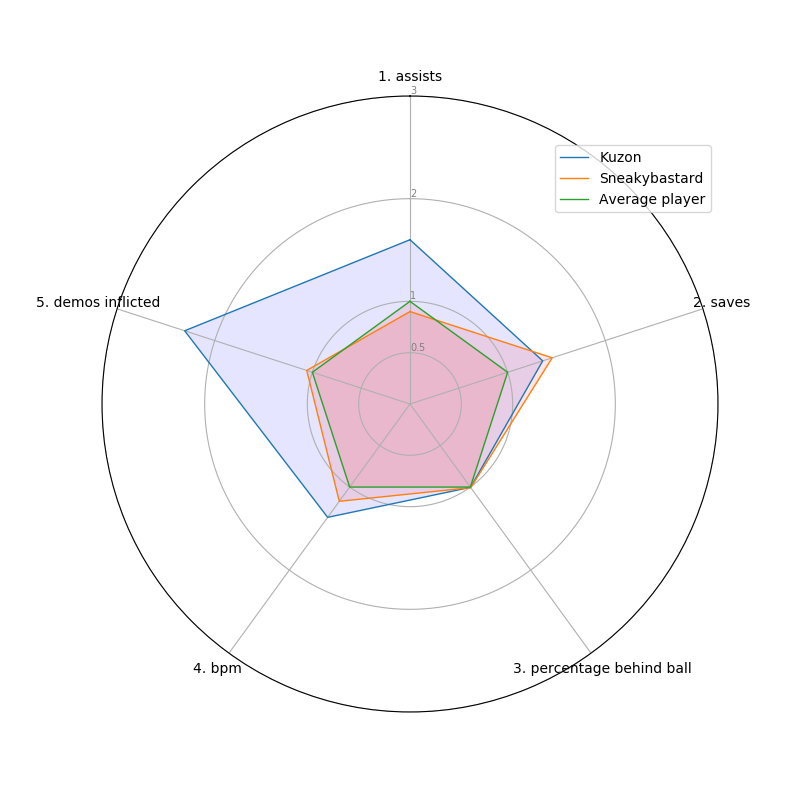 1. assists
3
Kuzon
Sneakybastard
Average player
2
5. demos inflicted
1
2. saves
0.5
4. bpm
3. percentage behind ball